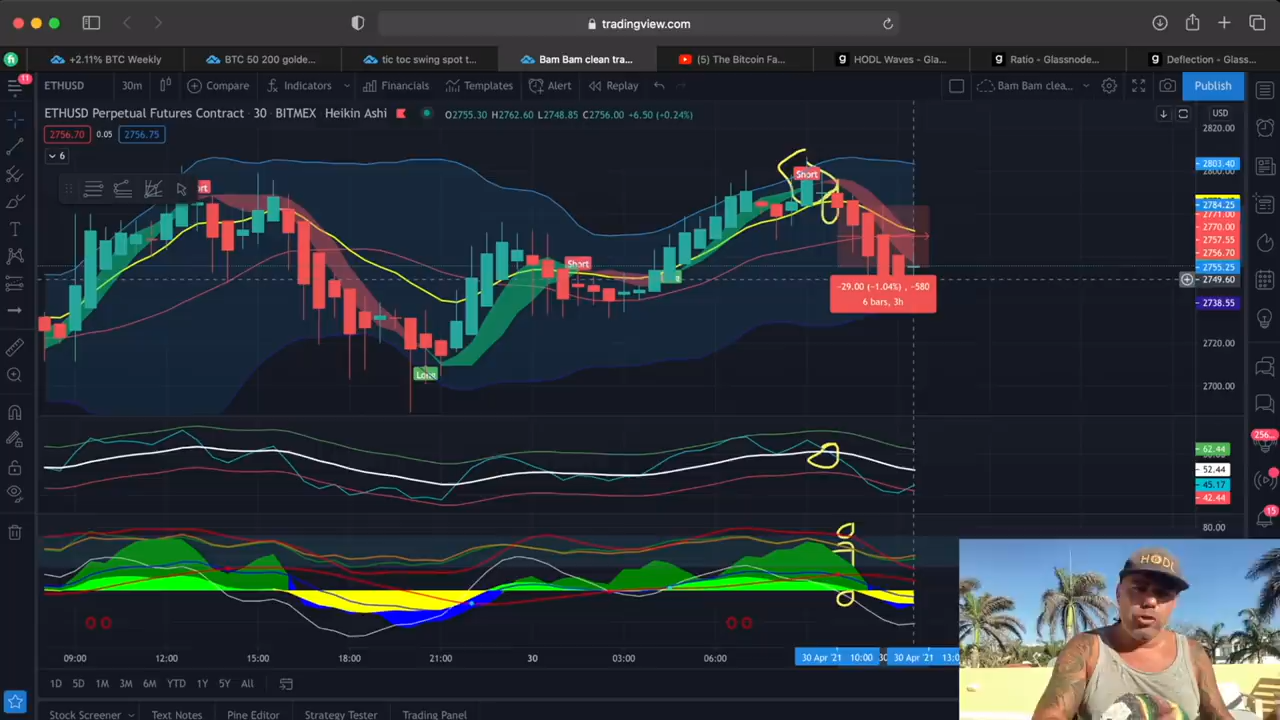 tradingview.com
+2.11% BTC Weekly
BTC 50 200 golde...
tic toc swing spot t...
Bam Bam clean tra...
(5) The Bitcoin Fa...
HODL Waves - Gla...
Ratio - Glassnode...
Deflection - Glass...
11
ETHUSD
30m
Compare
Indicators
Financials
Templates
Alert
Replay
Bam Bam clea...
Publish
ETHUSD Perpetual Futures Contract · 30 · BITMEX Heikin Ashi
O2755.30 H2762.60 L2748.85 C2756.00 +6.50 (+0.24%)
USD
2756.70 0.05 2756.75
6
2820.00
2803.40
2784.25
2771.00
2770.00
2757.55
2756.70
2755.25
2749.60
2738.55
2720.00
2700.00
Short
Short
Long
−29.00 (−1.04%) , −580
6 bars, 3h
62.44
52.44
45.17
42.44
80.00
256...
15
HODL
09:00
12:00
15:00
18:00
21:00
30
03:00
06:00
30 Apr '21 10:00
30 Apr '21
1D 5D 1M 3M 6M YTD 1Y 5Y All
Stock Screener
Text Notes
Pine Editor
Strategy Tester
Trading Panel